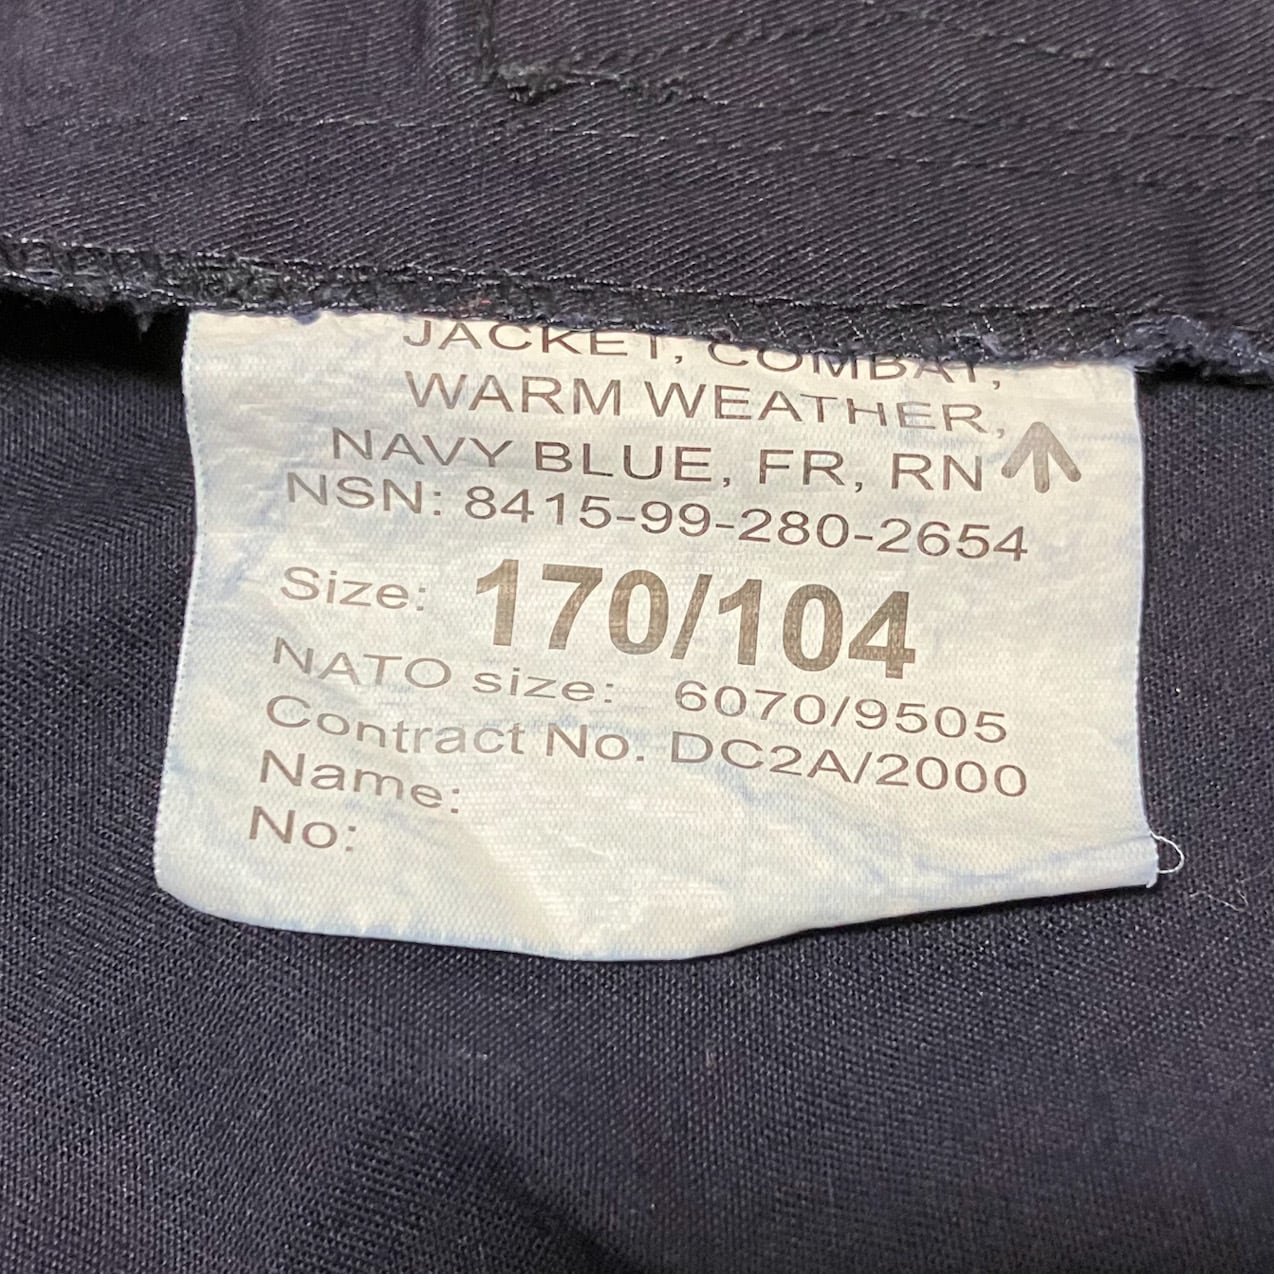 JACKET, COMBAT,
WARM WEATHER,
NAVY BLUE, FR, RN
NSN: 8415-99-280-2654
Size: 170/104
NATO size: 6070/9505
Contract No. DC2A/2000
Name:
No: